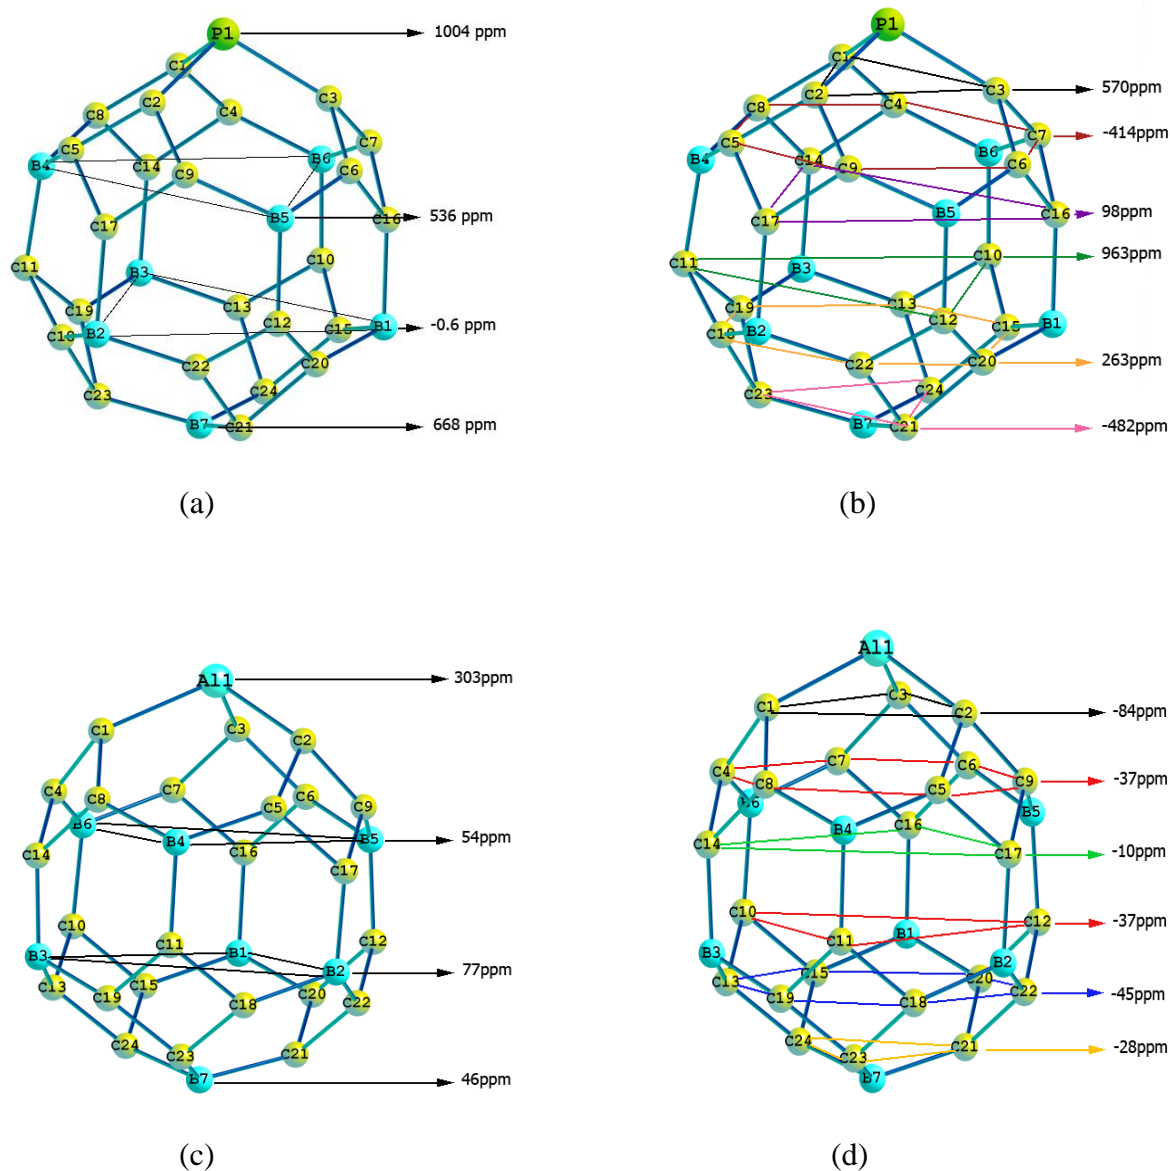 P1
1004 ppm
C1
C2
C3
C8
C4
C5
C7
B4
C14
B6
C9
C6
B5
536 ppm
C16
C17
C11
B3
C10
C19
C13
C12
C18
B2
C15
B1
-0.6 ppm
C22
C20
C23
C24
B7
C21
668 ppm
(a)
P1
C1
C2
C3
570ppm
C8
C4
C5
C7
-414ppm
B4
C14
C9
B6
C6
C17
B5
C16
98ppm
C11
B3
C10
963ppm
C19
C13
C12
B2
C15
B1
C22
C20
263ppm
C23
C24
B7
C21
-482ppm
(b)
Al1
303ppm
C1
C3
C2
C4
C8
C7
C5
C6
C9
B6
B4
B5
54ppm
C14
C16
C17
C10
C11
B1
C12
B3
B2
77ppm
C13
C19
C15
C18
C20
C22
C24
C23
C21
B7
46ppm
(c)
Al1
C3
C1
C2
-84ppm
C4
C7
C6
C8
C5
C9
-37ppm
B6
B4
C16
B5
C14
C17
-10ppm
C10
C12
-37ppm
C11
B1
B3
B2
C13
C15
C20
C19
C18
C22
-45ppm
C24
C23
C21
-28ppm
B7
(d)